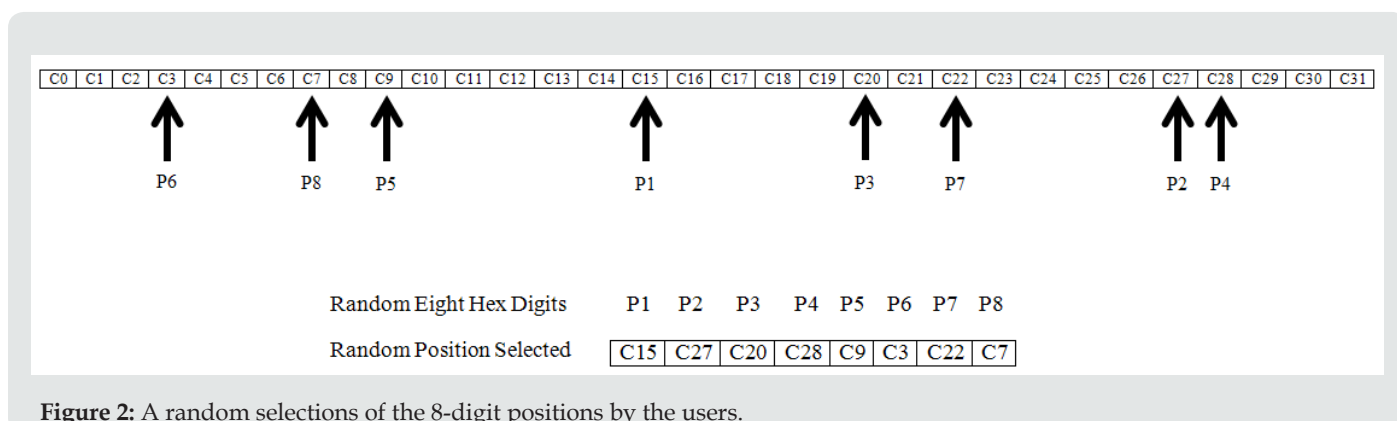 C0 C1 C2 C3 C4 C5 C6 C7 C8 C9 C10 C11 C12 C13 C14 C15 C16 C17 C18 C19 C20 C21 C22 C23 C24 C25 C26 C27 C28 C29 C30 C31
P6 P8 P5 P1 P3 P7 P2 P4
Random Eight Hex Digits P1 P2 P3 P4 P5 P6 P7 P8
Random Position Selected C15 C27 C20 C28 C9 C3 C22 C7
Figure 2: A random selections of the 8-digit positions by the users.